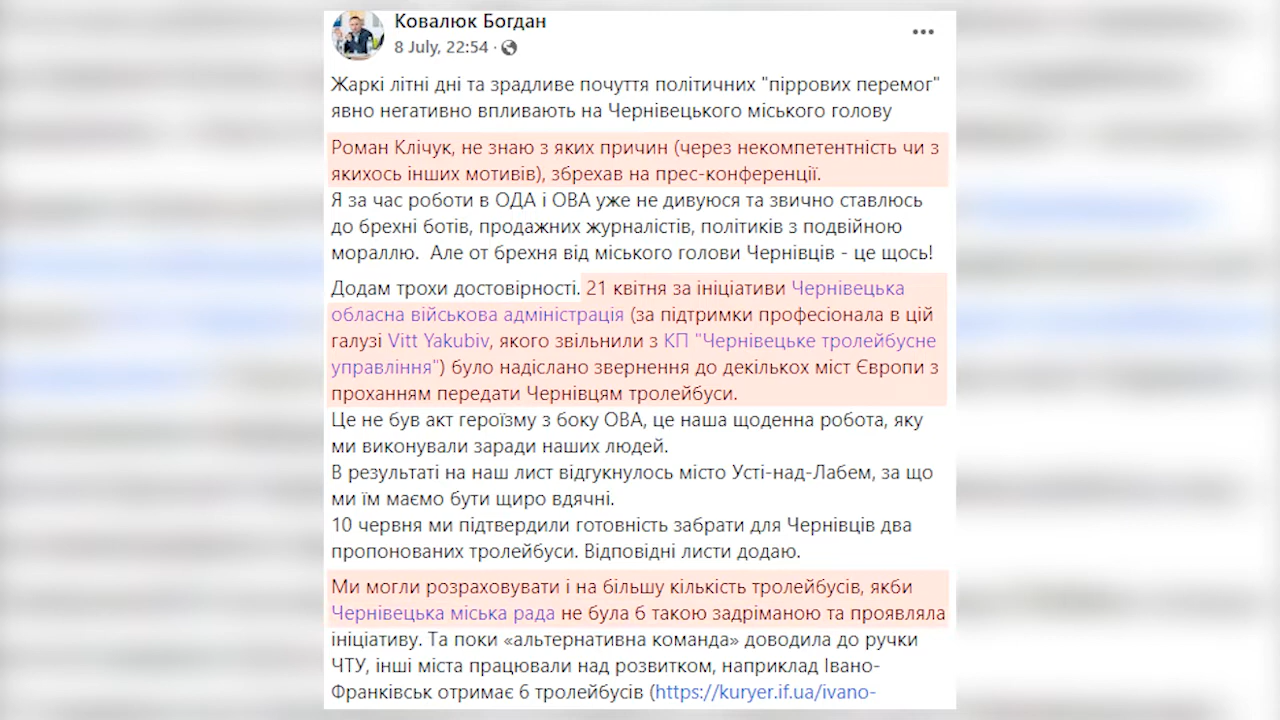 Ковалюк Богдан
8 July, 22:54 ·
Жаркі літні дні та зрадливе почуття політичних "піррових перемог"
явно негативно впливають на Чернівецького міського голову
Роман Клічук, не знаю з яких причин (через некомпетентність чи з
якихось інших мотивів), збрехав на прес-конференції.
Я за час роботи в ОДА і ОВА уже не дивуюся та звично ставлюсь
до брехні ботів, продажних журналістів, політиків з подвійною
мораллю. Але от брехня від міського голови Чернівців - це щось!
Додам трохи достовірності. 21 квітня за ініціативи Чернівецька
обласна військова адміністрація (за підтримки професіонала в цій
галузі Vitt Yakubiv, якого звільнили з КП "Чернівецьке тролейбусне
управління") було надіслано звернення до декількох міст Європи з
проханням передати Чернівцям тролейбуси.
Це не був акт героїзму з боку ОВА, це наша щоденна робота, яку
ми виконували заради наших людей.
В результаті на наш лист відгукнулось місто Усті-над-Лабем, за що
ми їм маємо бути щиро вдячні.
10 червня ми підтвердили готовність забрати для Чернівців два
пропонованих тролейбуси. Відповідні листи додаю.
Ми могли розраховувати і на більшу кількість тролейбусів, якби
Чернівецька міська рада не була б такою задріманою та проявляла
ініціативу. Та поки «альтернативна команда» доводила до ручки
ЧТУ, інші міста працювали над розвитком, наприклад Івано-
Франківськ отримає 6 тролейбусів (https://kuryer.if.ua/ivano-